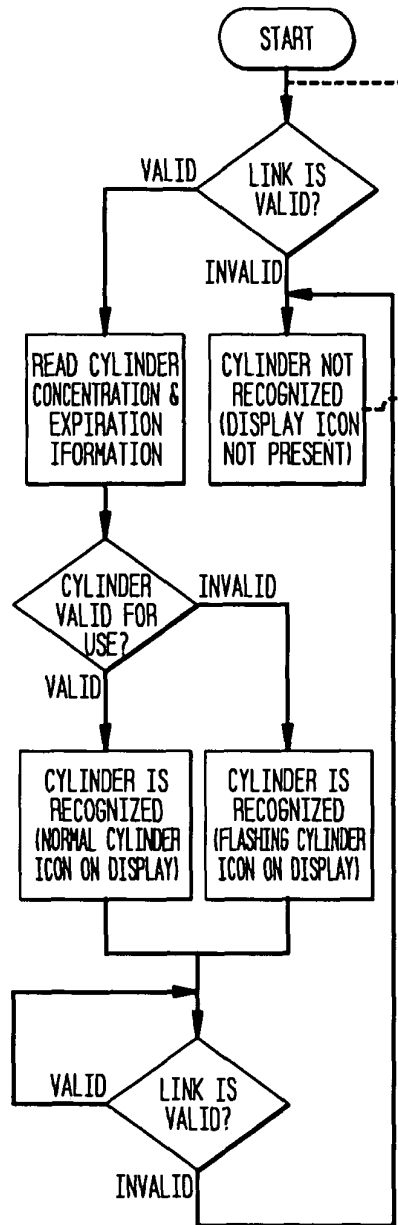 START
LINK IS
VALID?
VALID
INVALID
READ CYLINDER
CONCENTRATION &
EXPIRATION
IFORMATION
CYLINDER NOT
RECOGNIZED
(DISPLAY ICON
NOT PRESENT)
CYLINDER
VALID FOR
USE?
INVALID
VALID
CYLINDER IS
RECOGNIZED
(NORMAL CYLINDER
ICON ON DISPLAY)
CYLINDER IS
RECOGNIZED
(FLASHING CYLINDER
ICON ON DISPLAY)
VALID
LINK IS
VALID?
INVALID